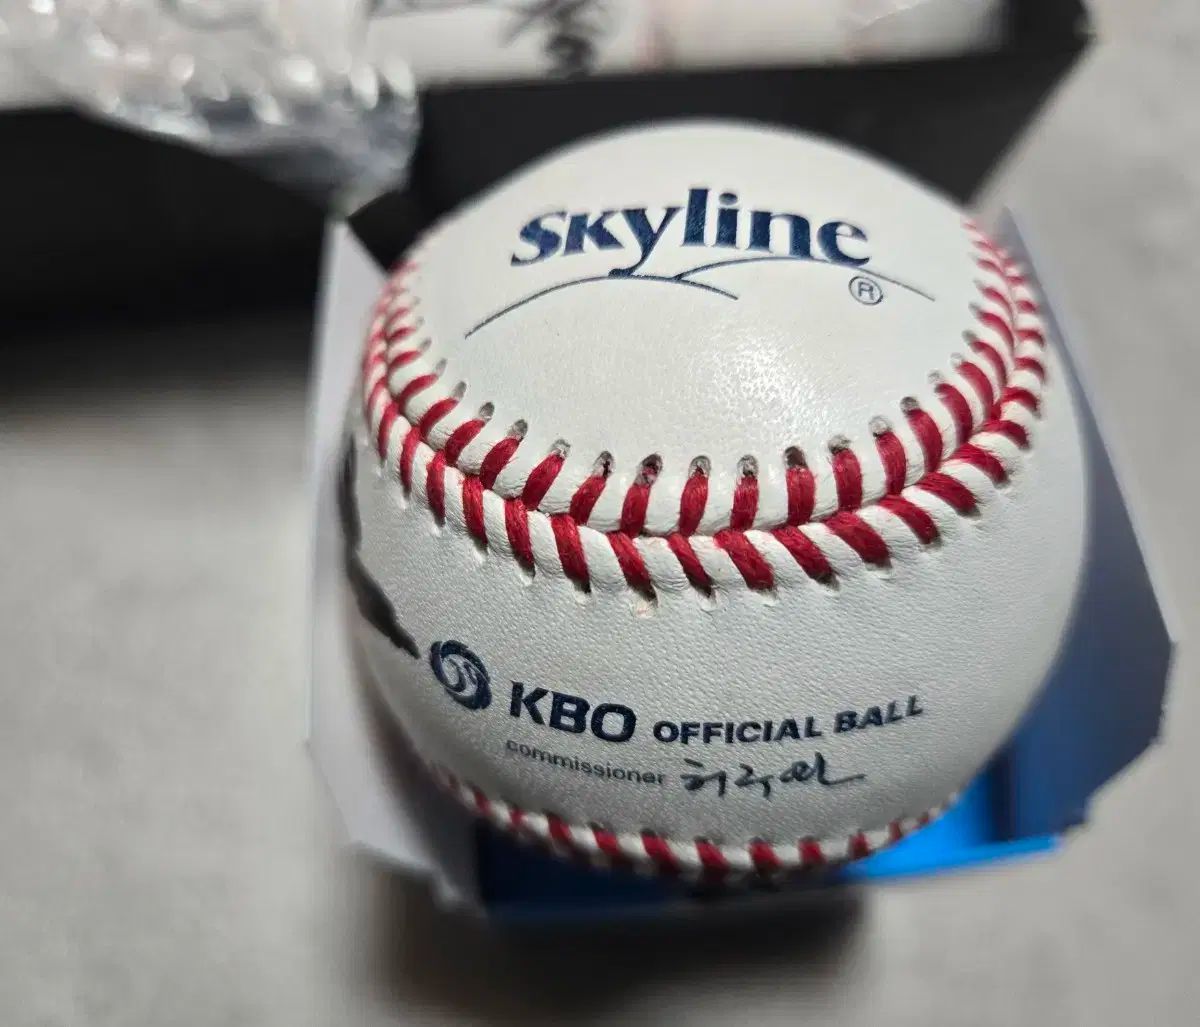 skyline
®
KBO OFFICIAL BALL
commissioner 허구연